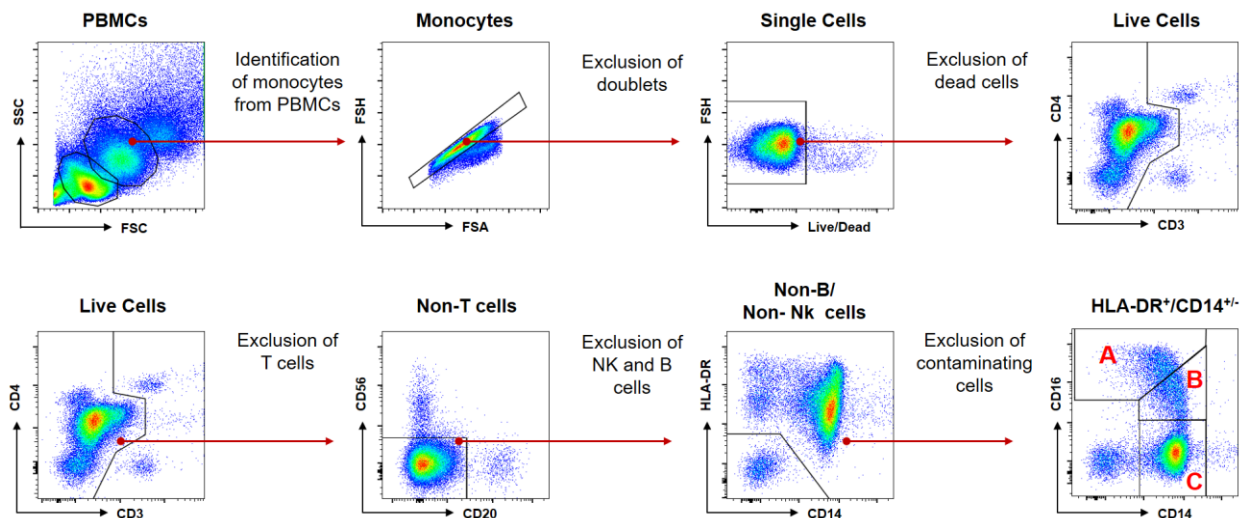 PBMCs
Monocytes
Single Cells
Live Cells
Identification
of monocytes
from PBMCs
Exclusion of
doublets
Exclusion of
dead cells
SSC
FSC
FSH
FSA
FSH
Live/Dead
CD4
CD3
Live Cells
Non-T cells
Non-B/
Non- Nk cells
HLA-DR⁺/CD14⁺/⁻
Exclusion of
T cells
Exclusion of
NK and B
cells
Exclusion of
contaminating
cells
CD4
CD3
CD56
CD20
HLA-DR
CD14
CD16
CD14
A
B
C